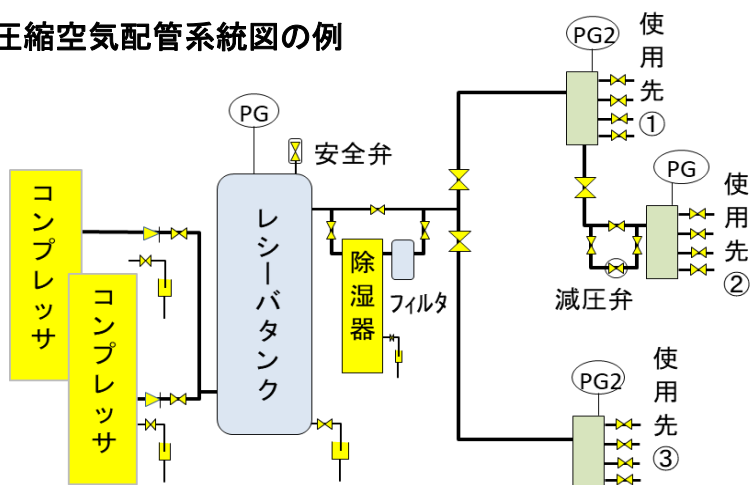 圧縮空気配管系統図の例
PG2
使用先①
PG
安全弁
コンプレッサ
レシーバタンク
除湿器
フィルタ
PG
使用先②
減圧弁
コンプレッサ
PG2
使用先③